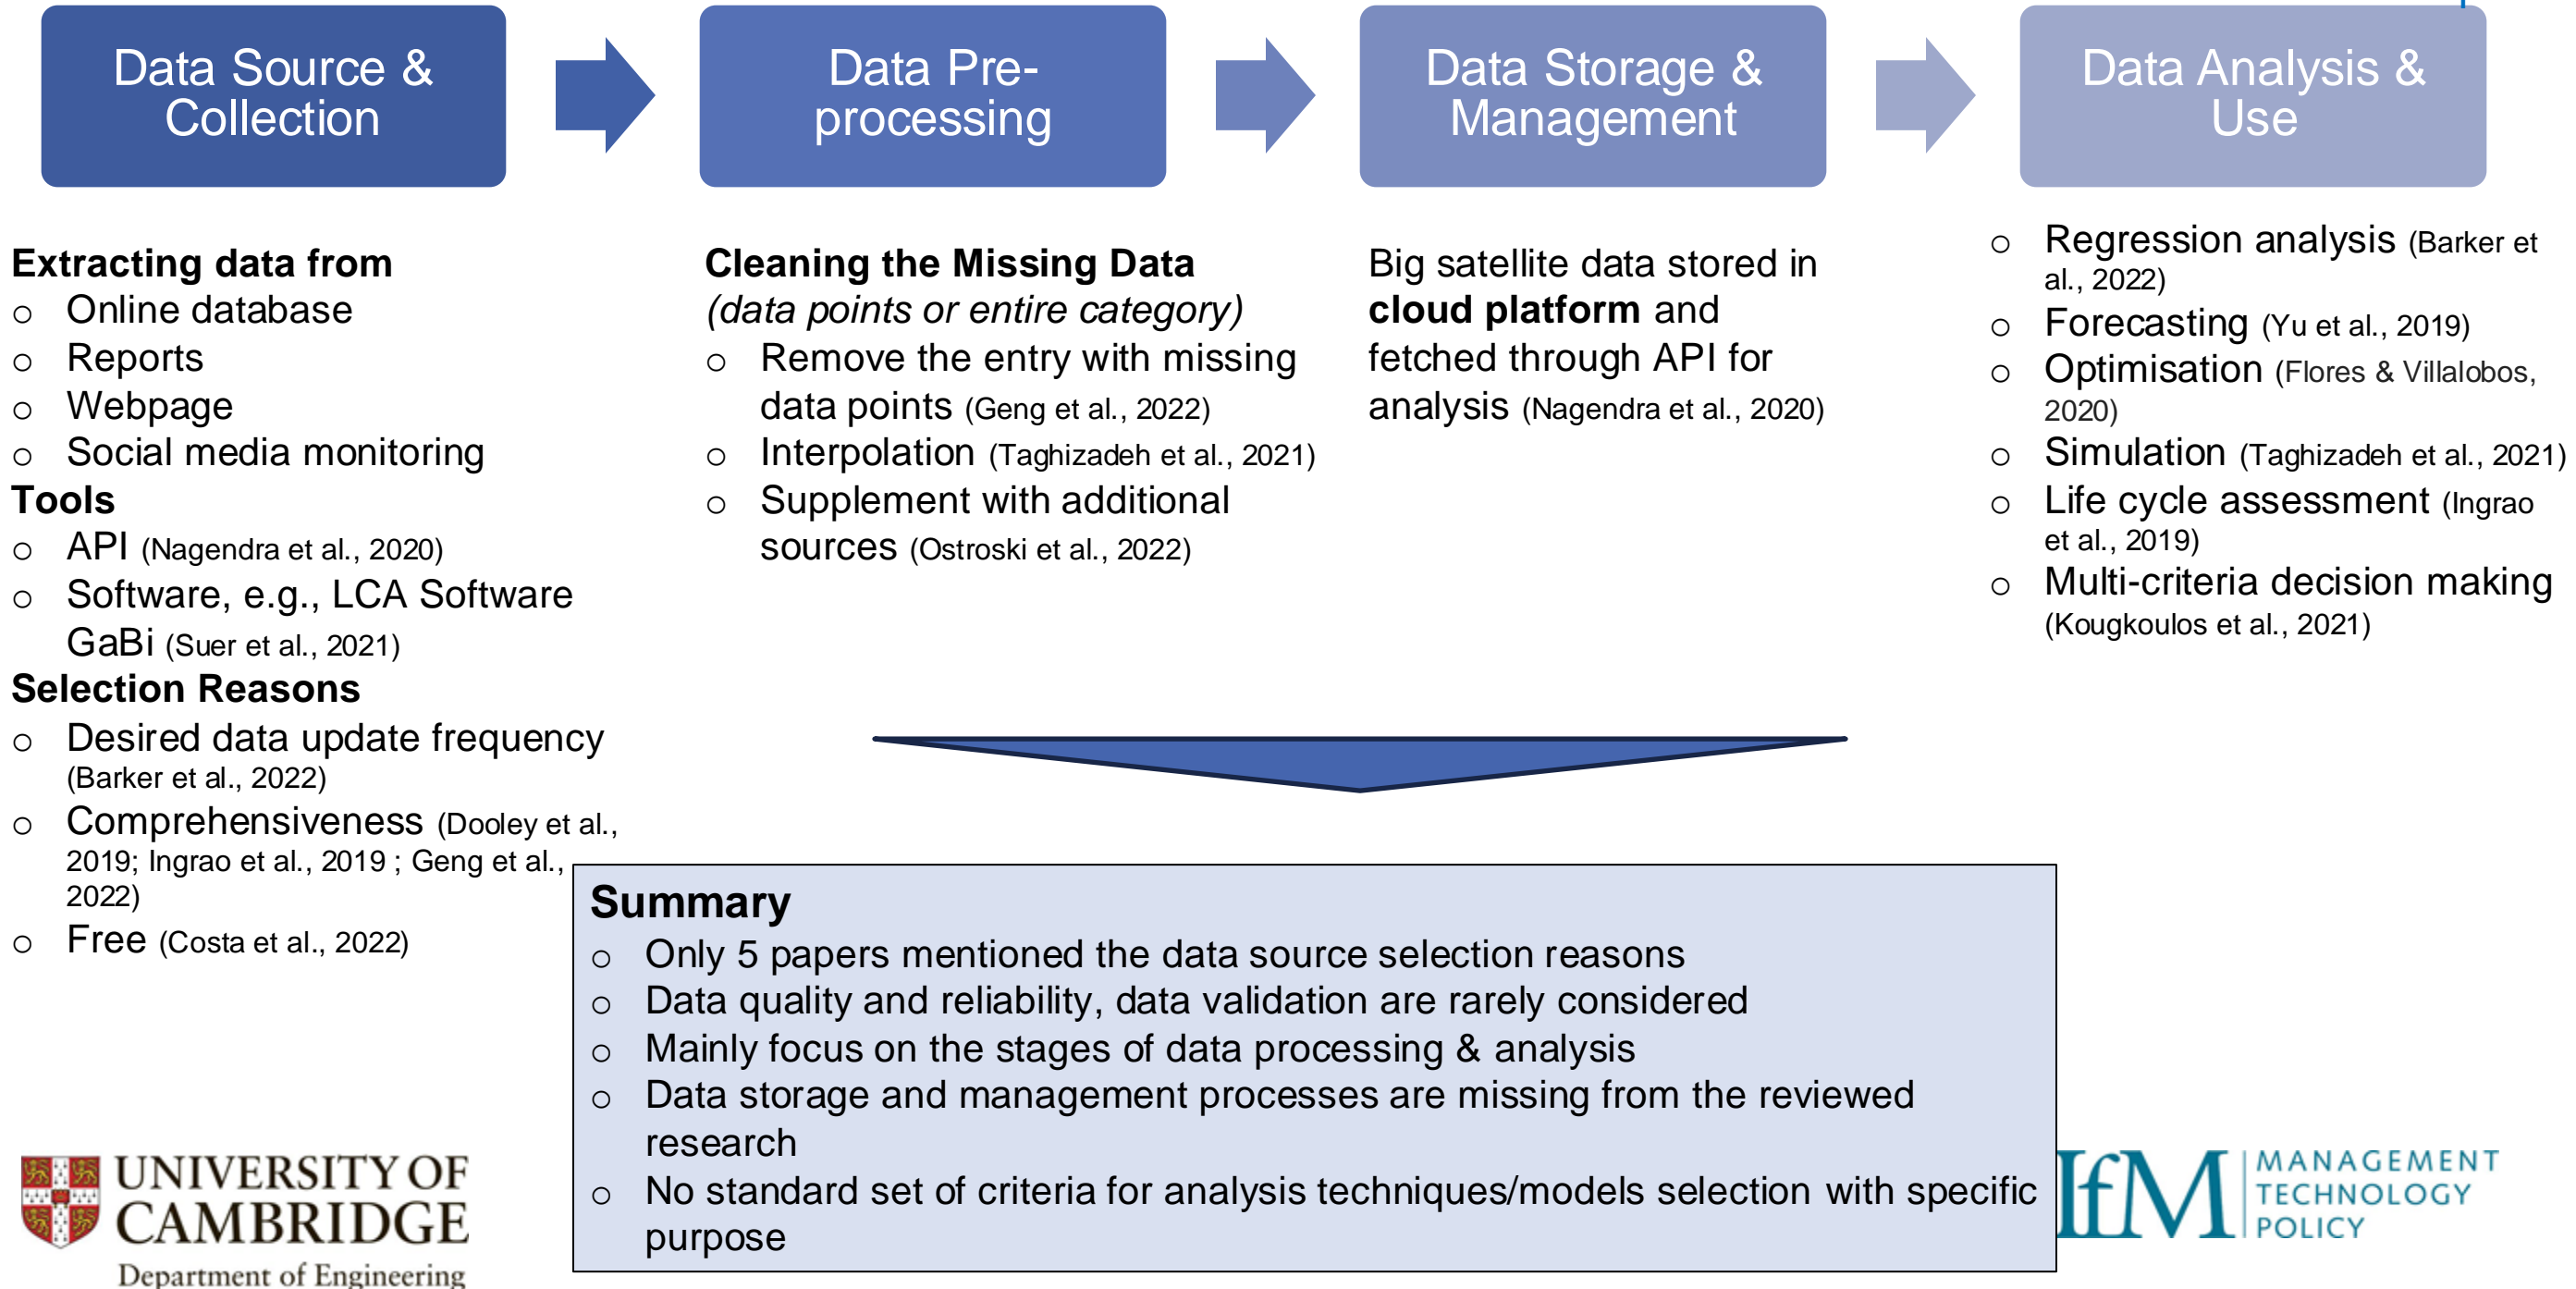 Data Source &
Collection
Data Pre-
processing
Data Storage &
Management
Data Analysis &
Use
Extracting data from
o Online database
o Reports
o Webpage
o Social media monitoring
Tools
o API (Nagendra et al., 2020)
o Software, e.g., LCA Software
GaBi (Suer et al., 2021)
Selection Reasons
o Desired data update frequency
(Barker et al., 2022)
o Comprehensiveness (Dooley et al.,
2019; Ingrao et al., 2019 ; Geng et al.,
2022)
o Free (Costa et al., 2022)
Cleaning the Missing Data
(data points or entire category)
o Remove the entry with missing
data points (Geng et al., 2022)
o Interpolation (Taghizadeh et al., 2021)
o Supplement with additional
sources (Ostroski et al., 2022)
Big satellite data stored in
cloud platform and
fetched through API for
analysis (Nagendra et al., 2020)
o Regression analysis (Barker et
al., 2022)
o Forecasting (Yu et al., 2019)
o Optimisation (Flores & Villalobos,
2020)
o Simulation (Taghizadeh et al., 2021)
o Life cycle assessment (Ingrao
et al., 2019)
o Multi-criteria decision making
(Kougkoulos et al., 2021)
Summary
o Only 5 papers mentioned the data source selection reasons
o Data quality and reliability, data validation are rarely considered
o Mainly focus on the stages of data processing & analysis
o Data storage and management processes are missing from the reviewed
research
o No standard set of criteria for analysis techniques/models selection with specific
purpose
UNIVERSITY OF
CAMBRIDGE
Department of Engineering
IfM
MANAGEMENT
TECHNOLOGY
POLICY